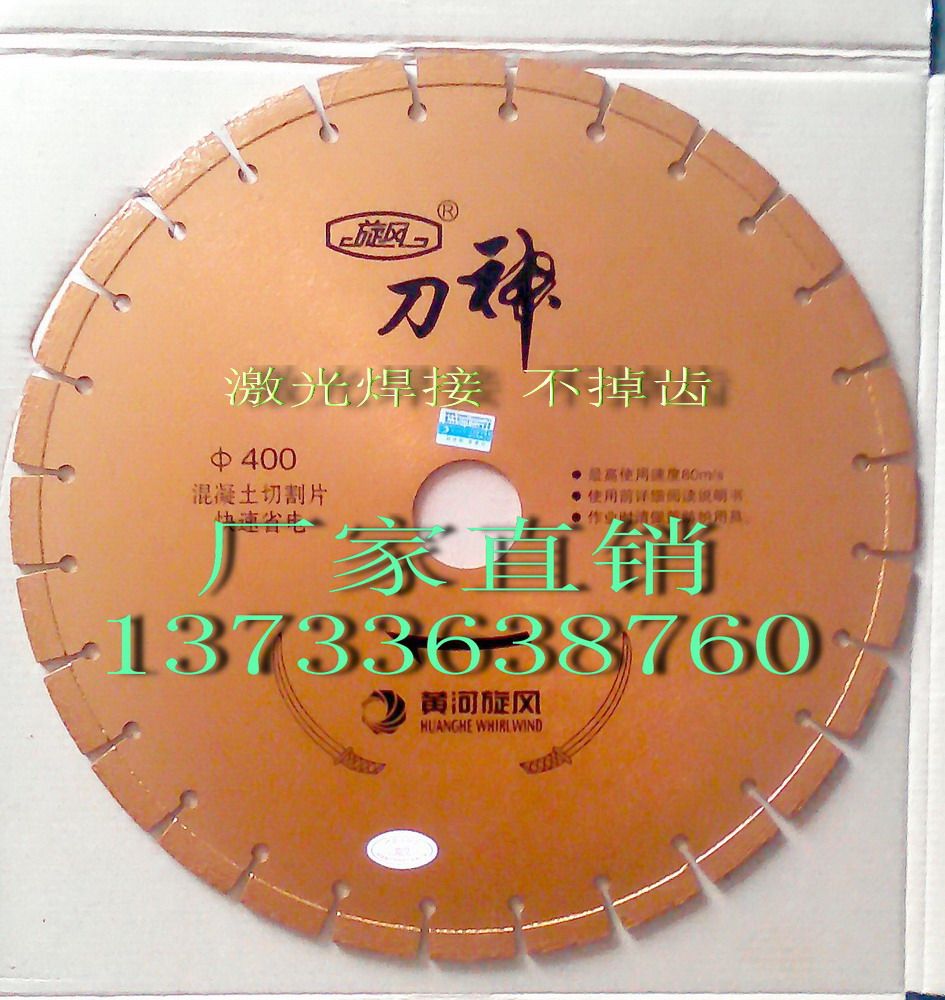 旋风®
刀神
激光焊接 不掉齿
Φ400
混凝土切割片
快速省电
● 最高使用速度80m/s
● 使用前详细阅读说明书
厂家直销
13733638760
黄河旋风
HUANGHE WHIRLWIND